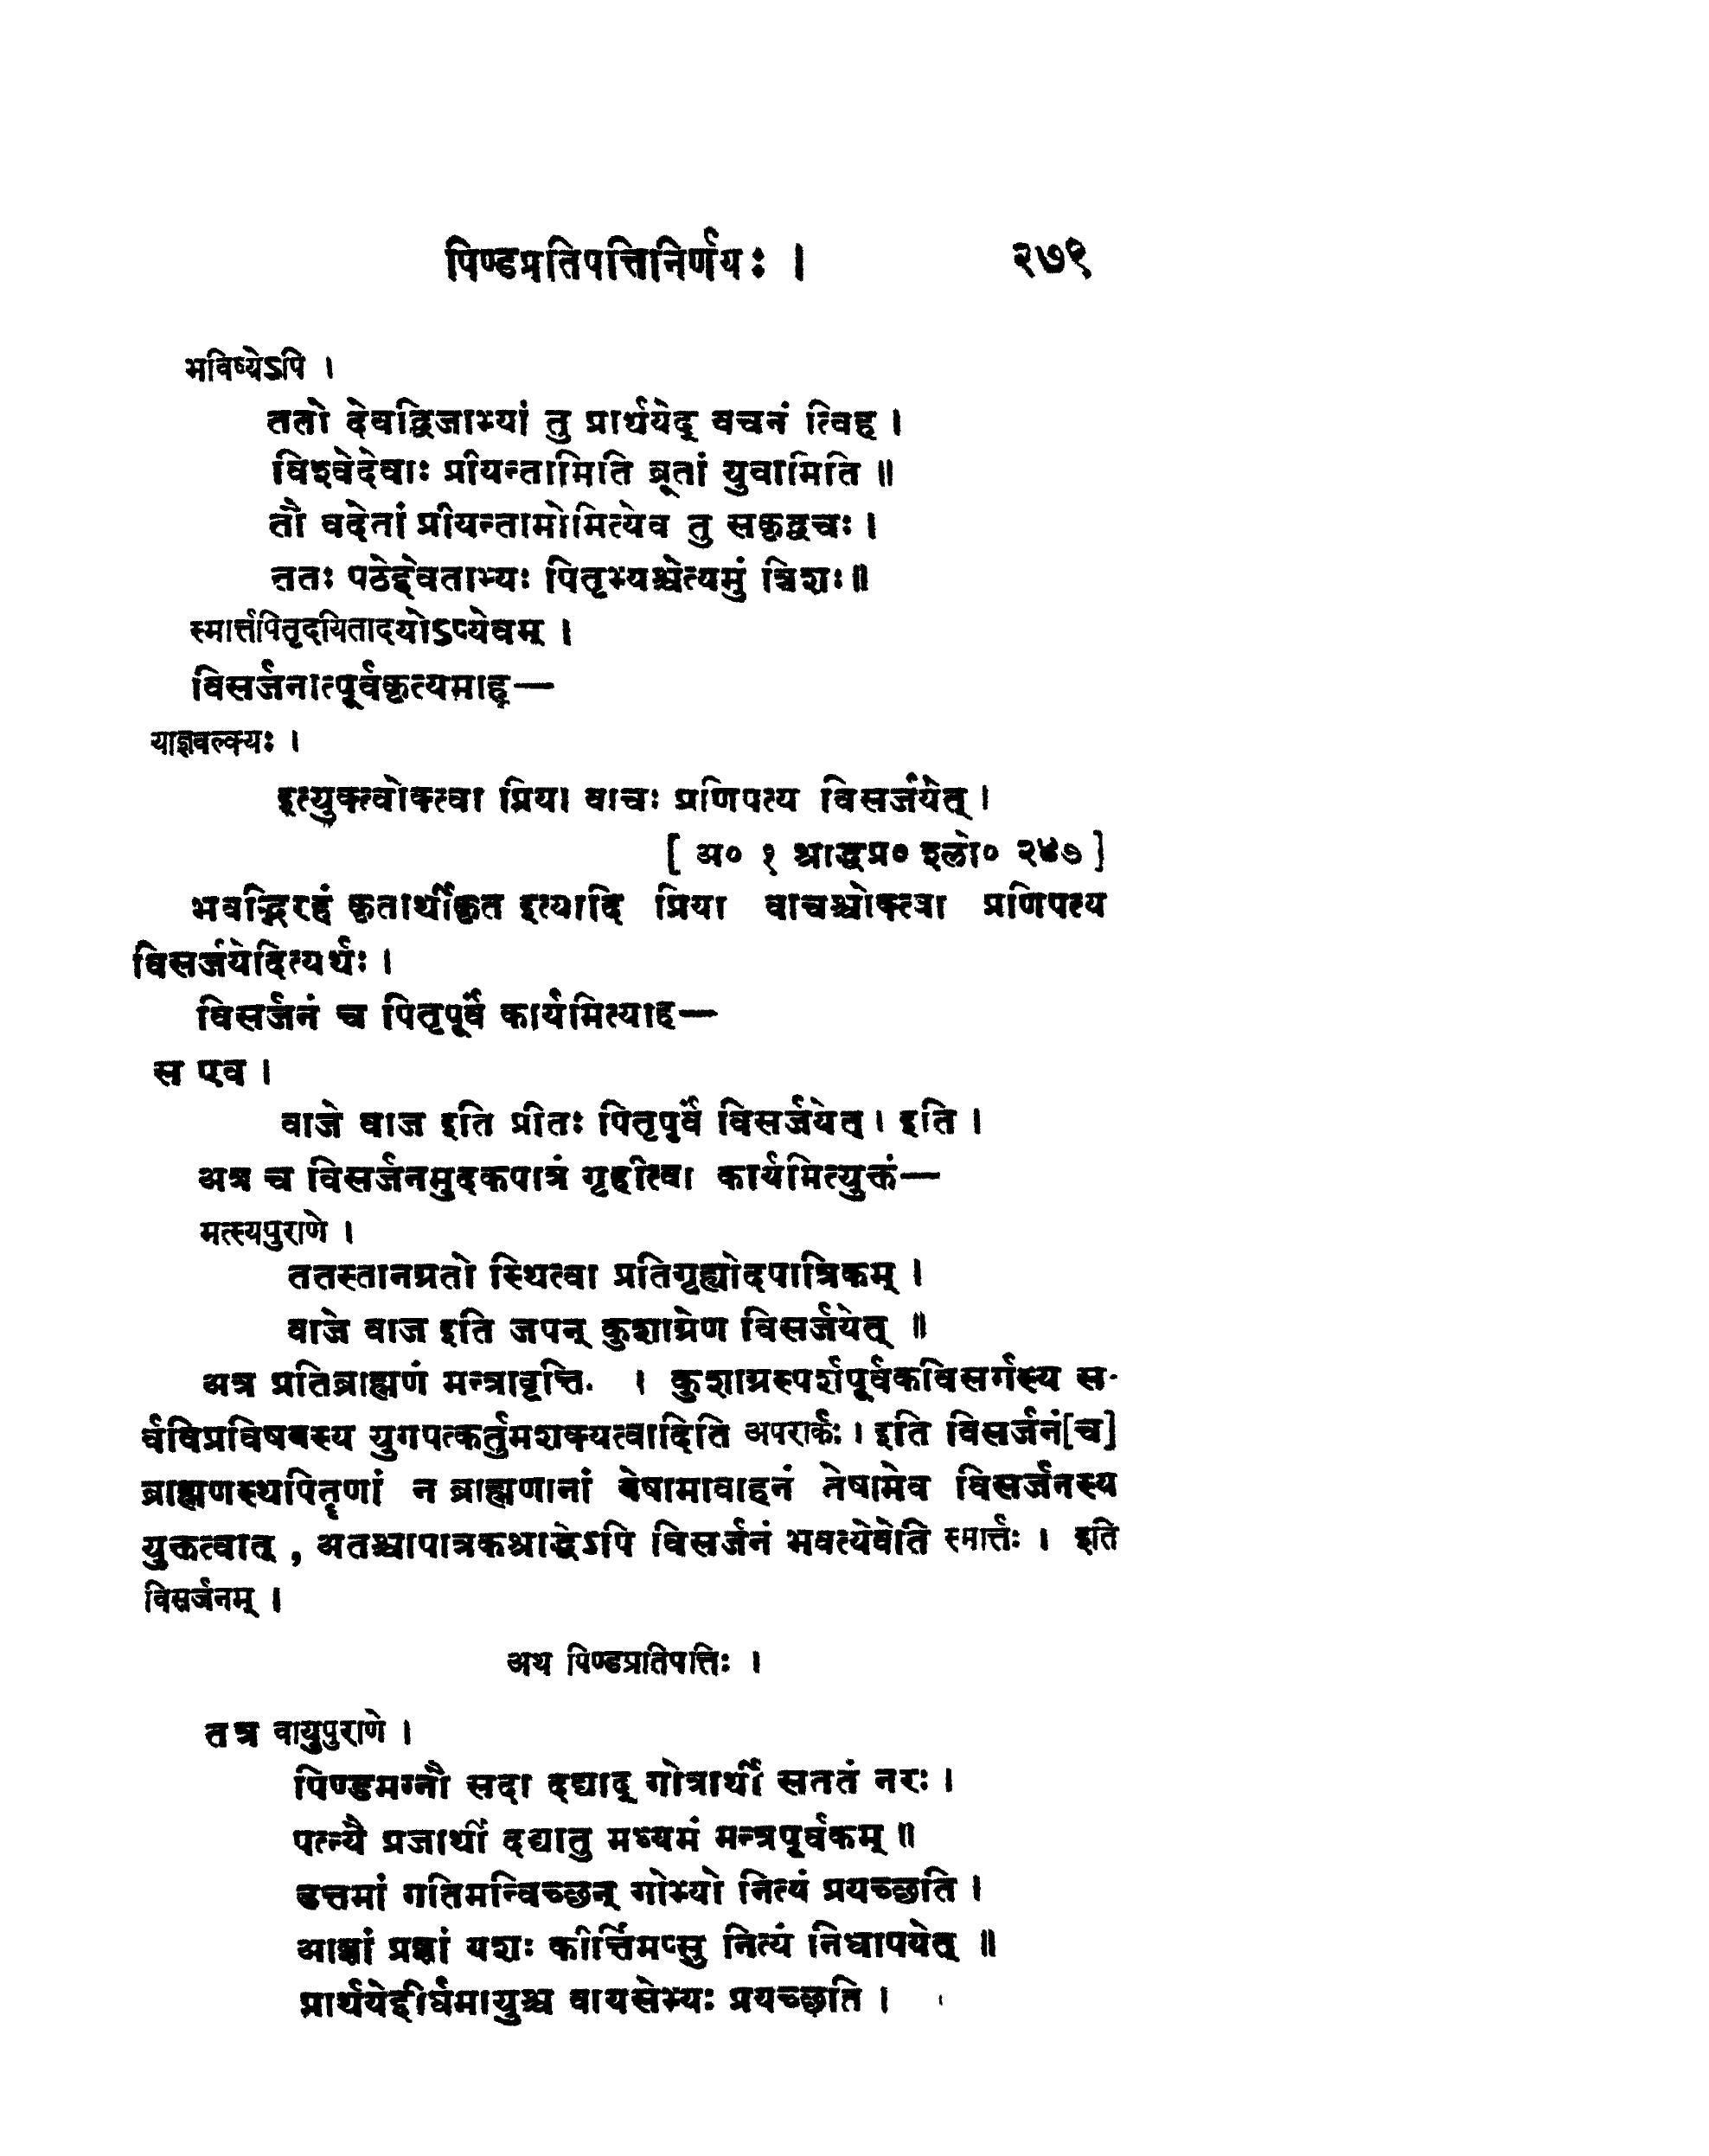 पिण्डप्रतिपत्तिनिर्णयः । २७९
भविष्येऽपि ।
ततो देवद्विजाभ्यां तु प्रार्थयेद् वचनं त्विह ।
विश्वेदेवाः प्रीयन्तामिति ब्रूतां युवामिति ॥
तौ वदेतां प्रीयन्तामोमित्येव तु सकृद्वचः ।
ततः पठेद्देवताभ्यः पितृभ्यश्चेत्यमुं त्रिशः॥
स्मार्त्तपितृदयितादयोऽप्येवम् ।
विसर्जनात्पूर्वकृत्यमाह—
याज्ञवल्क्यः ।
इत्युक्त्वोक्त्वा प्रिया वाचः प्रणिपत्य विसर्जयेत् ।
[ अ० १ श्राद्धप्र० श्लो० २४७ ]
भवद्भिरहं कृतार्थीकृत इत्यादि प्रिया वाचश्चोक्त्वा प्रणिपत्य
विसर्जयेदित्यर्थः ।
विसर्जनं च पितृपूर्वं कार्यमित्याह—
स एव ।
वाजे वाज इति प्रीतः पितृपूर्वं विसर्जयेत् । इति ।
अत्र च विसर्जनमुदकपात्रं गृहीत्वा कार्यमित्युक्तं—
मत्स्यपुराणे ।
ततस्तानग्रतो स्थित्वा प्रतिगृह्योदपात्रिकम् ।
वाजे वाज इति जपन् कुशाग्रेण विसर्जयेत् ॥
अत्र प्रतिब्राह्मणं मन्त्रावृत्ति. । कुशाग्रस्पर्शपूर्वकविसर्गस्य स-
र्वविप्रविषयस्य युगपत्कर्तुमशक्यत्वादिति अपरार्कः । इति विसर्जनं[च]
ब्राह्मणस्थपितॄणां न ब्राह्मणानां येषामावाहनं तेषामेव विसर्जनस्य
युक्तत्वात् , अतश्चापात्रकश्राद्धेऽपि विसर्जनं भवत्येवेति स्मार्त्तः । इति
विसर्जनम् ।
अथ पिण्डप्रतिपत्तिः ।
तत्र वायुपुराणे ।
पिण्डमग्नौ सदा दद्याद् गोत्रार्थी सततं नरः ।
पत्न्यै प्रजार्थी दद्यात्तु मध्यमं मन्त्रपूर्वकम् ॥
उत्तमां गतिमन्विच्छन् गोभ्यो नित्यं प्रयच्छति ।
आज्ञां प्रज्ञां यशः कीर्त्तिमप्सु नित्यं निधापयेत् ॥
प्रार्थयेद्दीर्घमायुश्च वायसेभ्यः प्रयच्छति ।